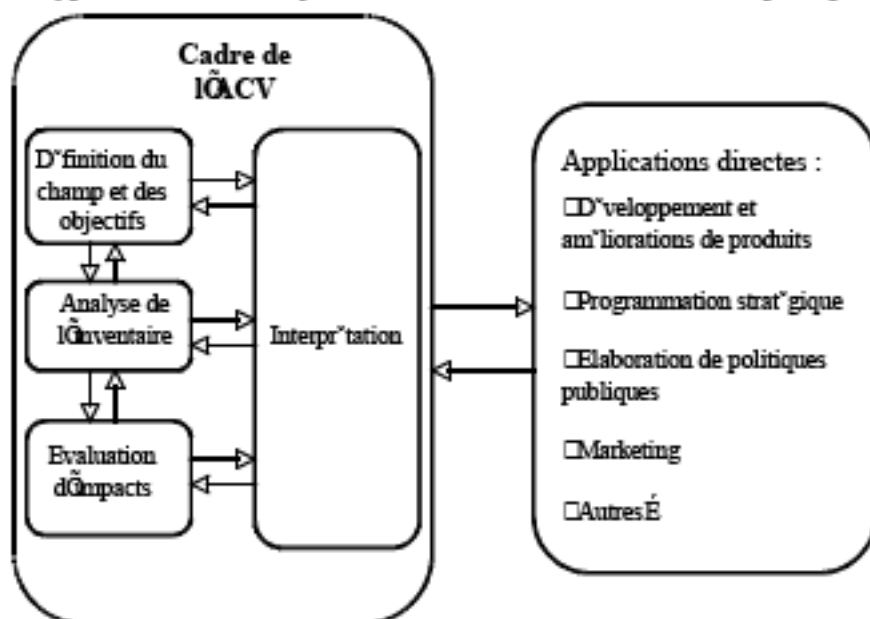 Cadre de
lÕACV
D˘finition du
champ et des
objectifs
Analyse de
lÕinventaire
Evaluation
dÕimpacts
Interpr˘tation
Applications directes :
□D˘veloppement et
am˘liorations de produits
□Programmation strat˘gique
□Elaboration de politiques
publiques
□Marketing
□AutresÉ